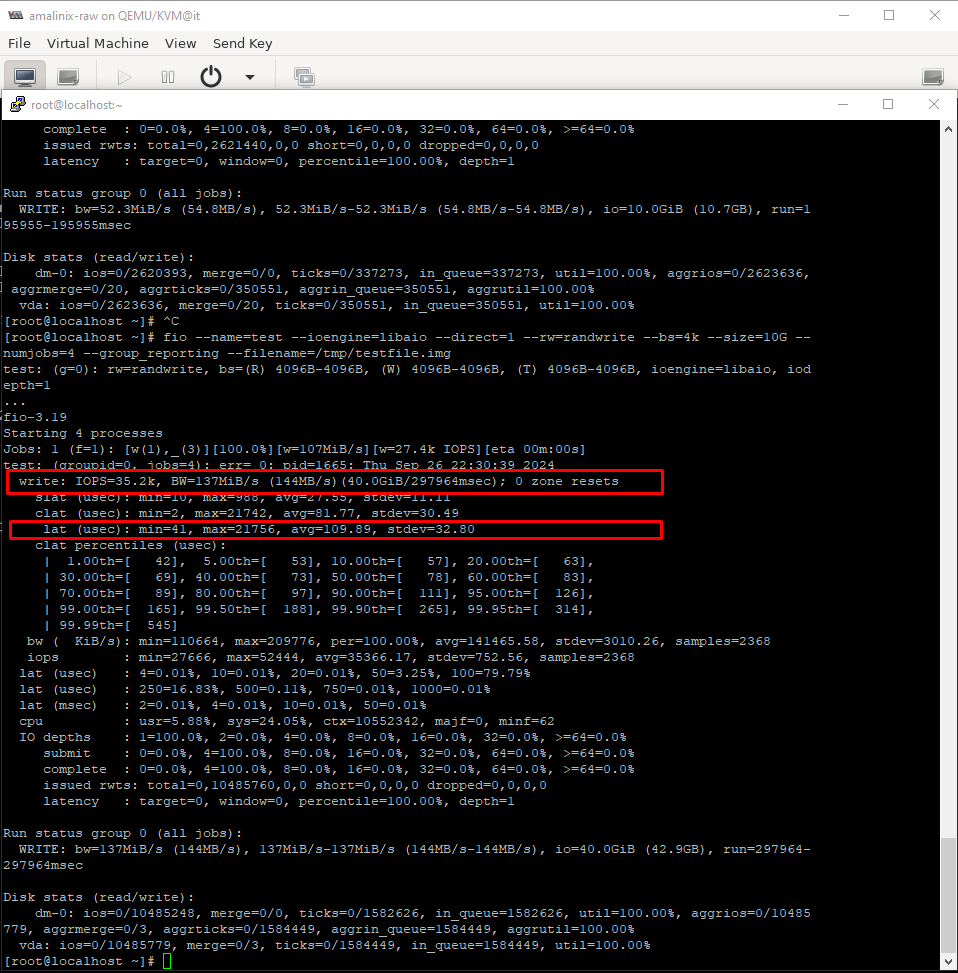 amalinix-raw on QEMU/KVM@it
File Virtual Machine View Send Key
root@localhost:~
complete : 0=0.0%, 4=100.0%, 8=0.0%, 16=0.0%, 32=0.0%, 64=0.0%, >=64=0.0%
issued rwts: total=0,2621440,0,0 short=0,0,0,0 dropped=0,0,0,0
latency : target=0, window=0, percentile=100.00%, depth=1
Run status group 0 (all jobs):
WRITE: bw=52.3MiB/s (54.8MB/s), 52.3MiB/s-52.3MiB/s (54.8MB/s-54.8MB/s), io=10.0GiB (10.7GB), run=1
95955-195955msec
Disk stats (read/write):
dm-0: ios=0/2620393, merge=0/0, ticks=0/337273, in_queue=337273, util=100.00%, aggrios=0/2623636,
aggrmerge=0/20, aggrticks=0/350551, aggrin_queue=350551, aggrutil=100.00%
vda: ios=0/2623636, merge=0/20, ticks=0/350551, in_queue=350551, util=100.00%
[root@localhost ~]# ^C
[root@localhost ~]# fio --name=test --ioengine=libaio --direct=1 --rw=randwrite --bs=4k --size=10G --
numjobs=4 --group_reporting --filename=/tmp/testfile.img
test: (g=0): rw=randwrite, bs=(R) 4096B-4096B, (W) 4096B-4096B, (T) 4096B-4096B, ioengine=libaio, iod
epth=1
...
fio-3.19
Starting 4 processes
Jobs: 1 (f=1): [w(1),_(3)][100.0%][w=107MiB/s][w=27.4k IOPS][eta 00m:00s]
test: (groupid=0, jobs=4): err= 0: pid=1665: Thu Sep 26 22:30:39 2024
write: IOPS=35.2k, BW=137MiB/s (144MB/s)(40.0GiB/297964msec); 0 zone resets
slat (usec): min=10, max=988, avg=27.55, stdev=11.11
clat (usec): min=2, max=21742, avg=81.77, stdev=30.49
lat (usec): min=41, max=21756, avg=109.89, stdev=32.80
clat percentiles (usec):
| 1.00th=[ 42], 5.00th=[ 53], 10.00th=[ 57], 20.00th=[ 63],
| 30.00th=[ 69], 40.00th=[ 73], 50.00th=[ 78], 60.00th=[ 83],
| 70.00th=[ 89], 80.00th=[ 97], 90.00th=[ 111], 95.00th=[ 126],
| 99.00th=[ 165], 99.50th=[ 188], 99.90th=[ 265], 99.95th=[ 314],
| 99.99th=[ 545]
bw ( KiB/s): min=110664, max=209776, per=100.00%, avg=141465.58, stdev=3010.26, samples=2368
iops : min=27666, max=52444, avg=35366.17, stdev=752.56, samples=2368
lat (usec) : 4=0.01%, 10=0.01%, 20=0.01%, 50=3.25%, 100=79.79%
lat (usec) : 250=16.83%, 500=0.11%, 750=0.01%, 1000=0.01%
lat (msec) : 2=0.01%, 4=0.01%, 10=0.01%, 50=0.01%
cpu : usr=5.88%, sys=24.05%, ctx=10552342, majf=0, minf=62
IO depths : 1=100.0%, 2=0.0%, 4=0.0%, 8=0.0%, 16=0.0%, 32=0.0%, >=64=0.0%
submit : 0=0.0%, 4=100.0%, 8=0.0%, 16=0.0%, 32=0.0%, 64=0.0%, >=64=0.0%
complete : 0=0.0%, 4=100.0%, 8=0.0%, 16=0.0%, 32=0.0%, 64=0.0%, >=64=0.0%
issued rwts: total=0,10485760,0,0 short=0,0,0,0 dropped=0,0,0,0
latency : target=0, window=0, percentile=100.00%, depth=1
Run status group 0 (all jobs):
WRITE: bw=137MiB/s (144MB/s), 137MiB/s-137MiB/s (144MB/s-144MB/s), io=40.0GiB (42.9GB), run=297964-
297964msec
Disk stats (read/write):
dm-0: ios=0/10485248, merge=0/0, ticks=0/1582626, in_queue=1582626, util=100.00%, aggrios=0/10485
779, aggrmerge=0/3, aggrticks=0/1584449, aggrin_queue=1584449, aggrutil=100.00%
vda: ios=0/10485779, merge=0/3, ticks=0/1584449, in_queue=1584449, util=100.00%
[root@localhost ~]#